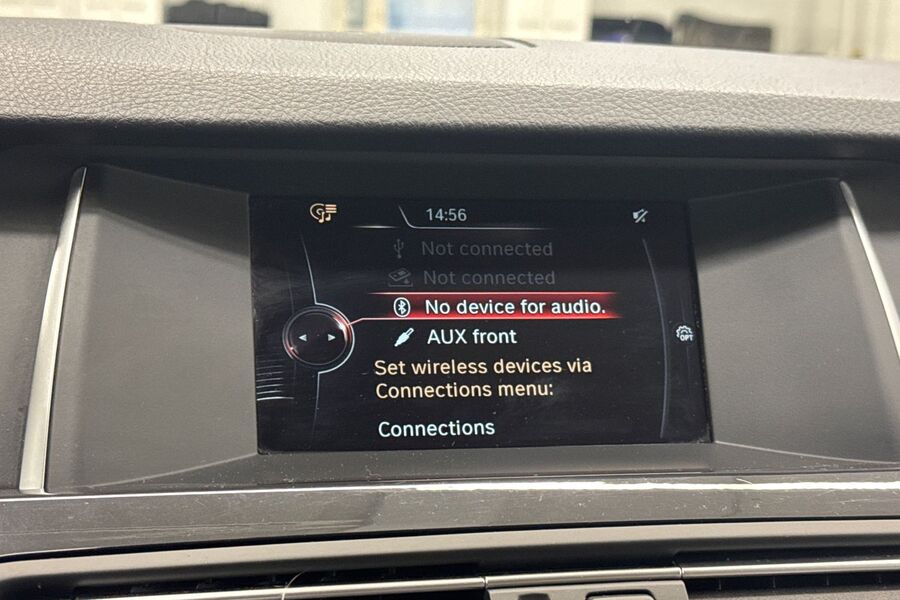 14:56
Not connected
Not connected
No device for audio.
AUX front
OPT
Set wireless devices via
Connections menu:
Connections